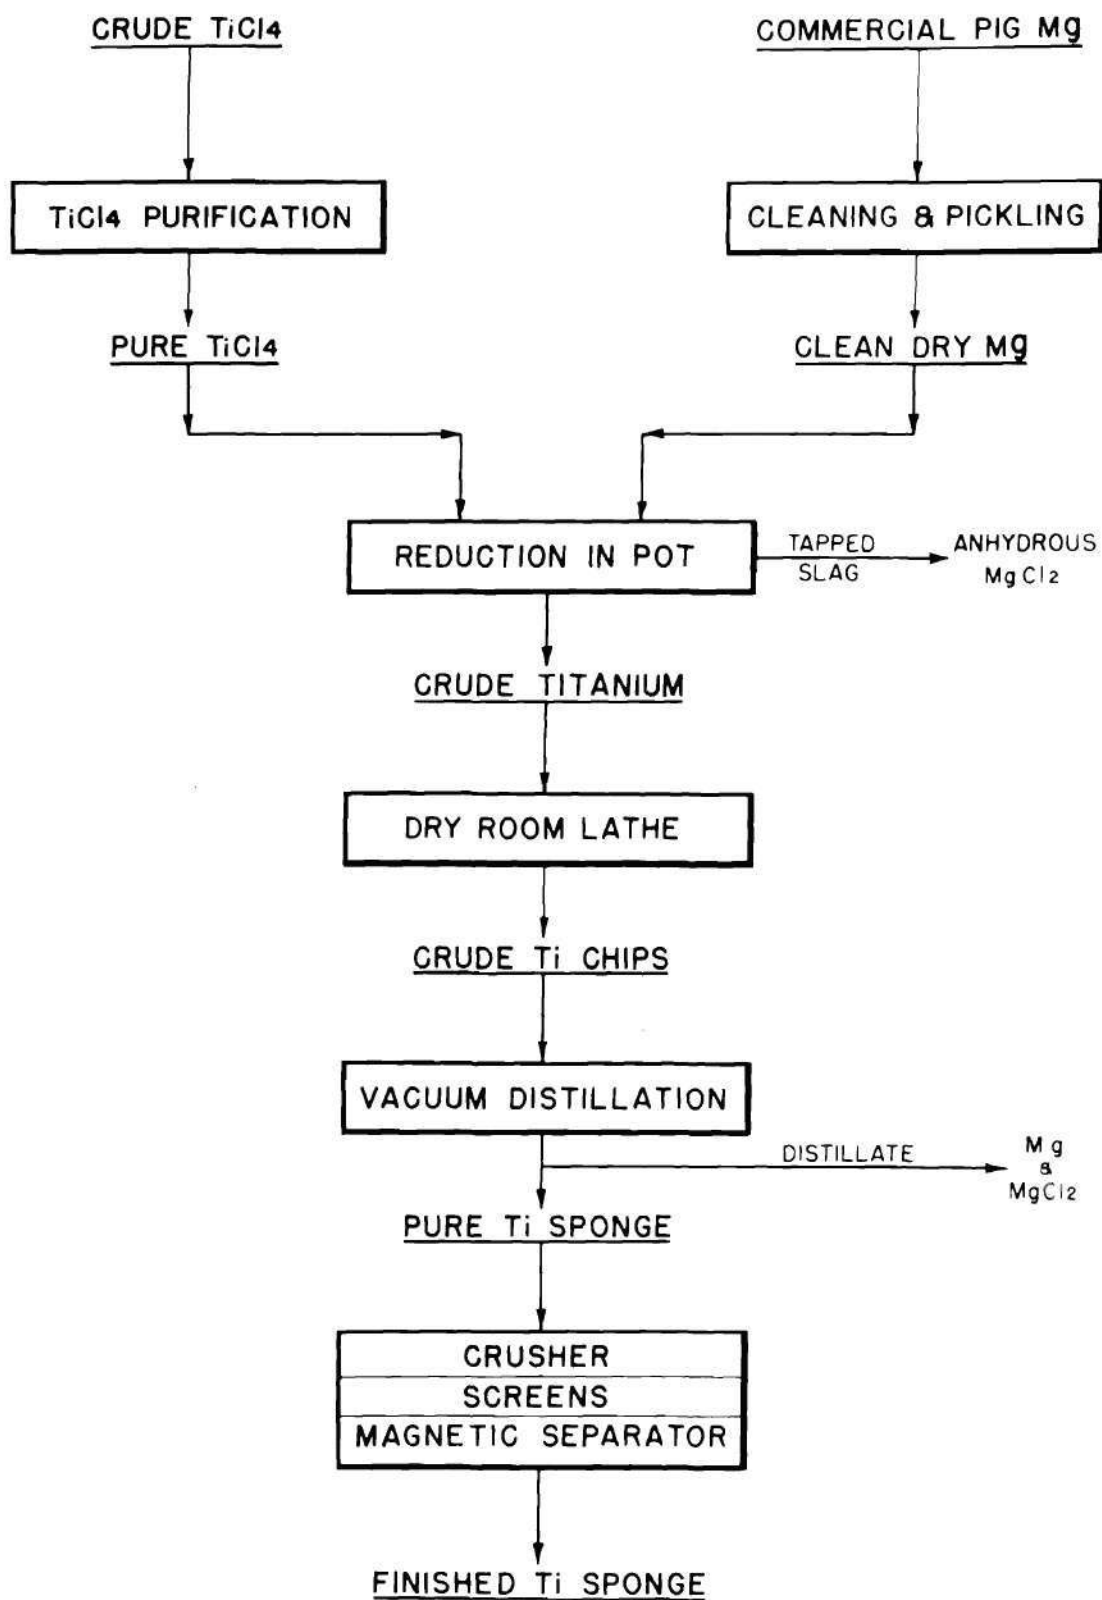 CRUDE TiCl4
COMMERCIAL PIG Mg
TiCl4 PURIFICATION
CLEANING & PICKLING
PURE TiCl4
CLEAN DRY Mg
REDUCTION IN POT
TAPPED
SLAG
ANHYDROUS
MgCl2
CRUDE TITANIUM
DRY ROOM LATHE
CRUDE Ti CHIPS
VACUUM DISTILLATION
DISTILLATE
Mg
&
MgCl2
PURE Ti SPONGE
CRUSHER
SCREENS
MAGNETIC SEPARATOR
FINISHED Ti SPONGE